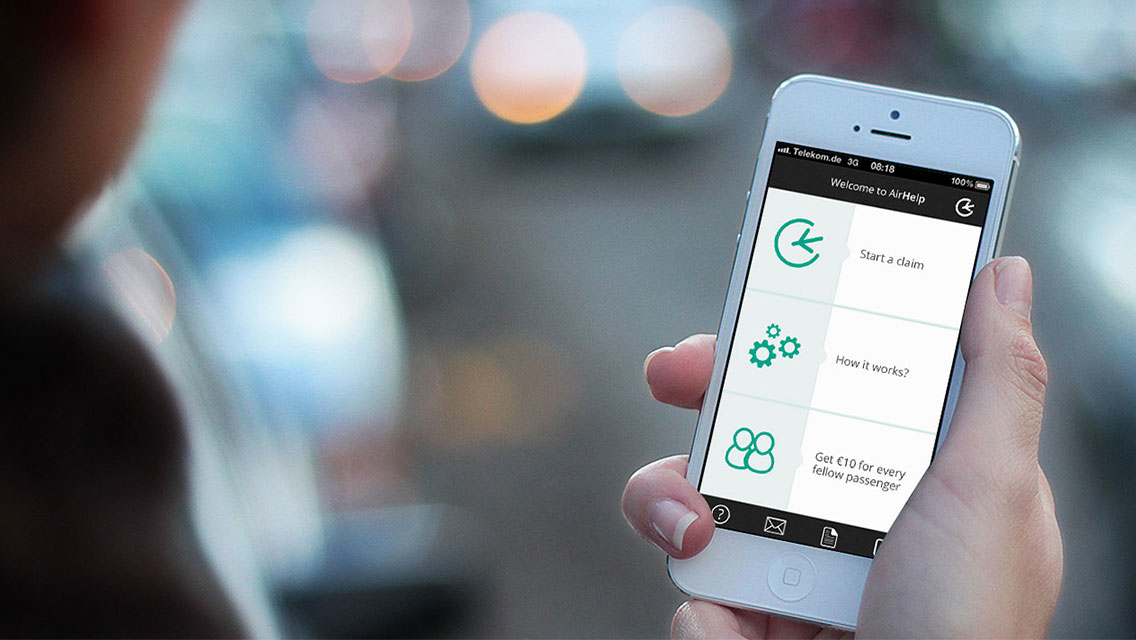 Telekom.de 3G 08:18 100%
Welcome to AirHelp
Start a claim
How it works?
Get €10 for every
fellow passenger
?